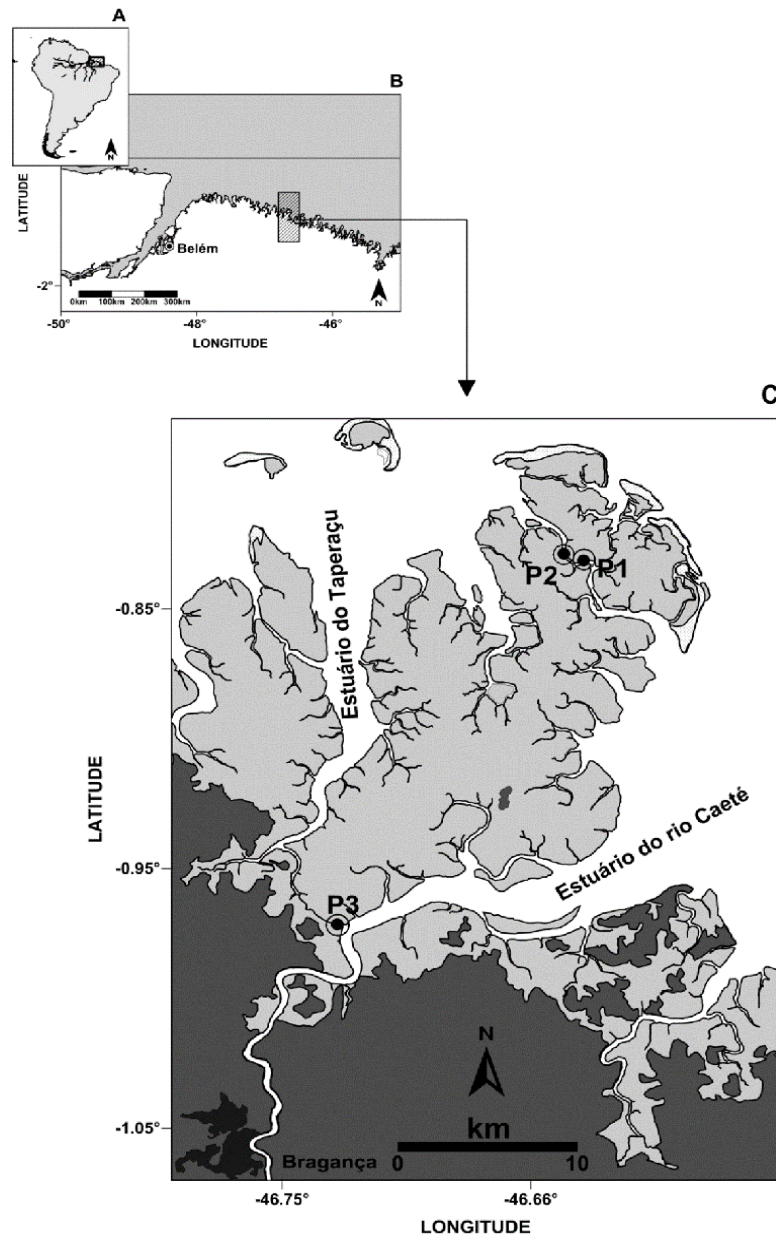 A
B
N
LATITUDE
Belém
-2°
0km 100km 200km 300km
N
-50°
-48°
-46°
LONGITUDE
C
Estuário do Taperaçu
P2
P1
-0.85°
LATITUDE
Estuário do rio Caeté
-0.95°
P3
N
-1.05°
km
Bragança
0
10
-46.75°
-46.66°
LONGITUDE